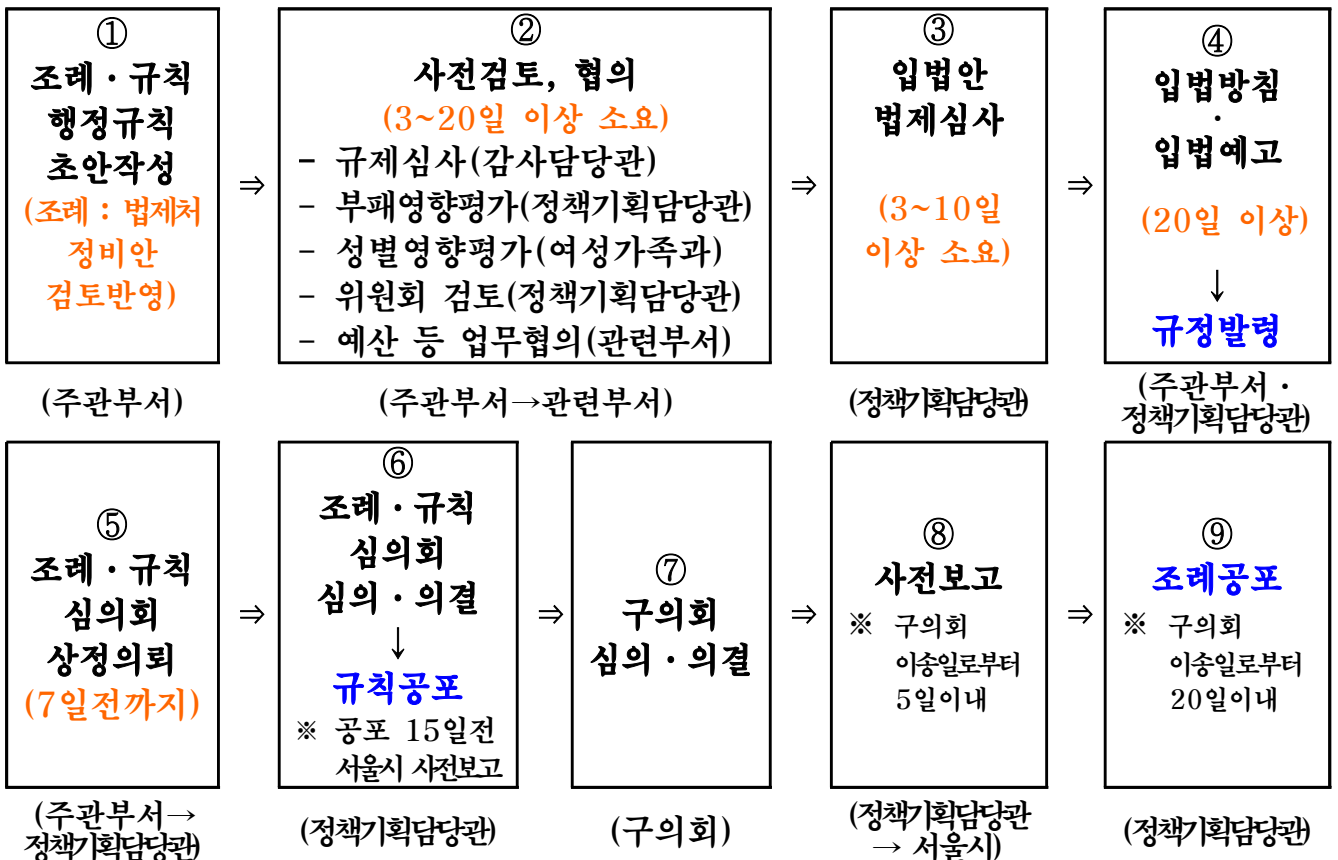 ①
조례・규칙
행정규칙
초안작성
(조례 : 법제처
정비안
검토반영)
(주관부서)
⇒
②
사전검토, 협의
(3~20일 이상 소요)
- 규제심사(감사담당관)
- 부패영향평가(정책기획담당관)
- 성별영향평가(여성가족과)
- 위원회 검토(정책기획담당관)
- 예산 등 업무협의(관련부서)
(주관부서→관련부서)
⇒
③
입법안
법제심사
(3~10일
이상 소요)
(정책기획담당관)
⇒
④
입법방침
・
입법예고
(20일 이상)
↓
규정발령
(주관부서・
정책기획담당관)
⑤
조례・규칙
심의회
상정의뢰
(7일전까지)
(주관부서→
정책기획담당관)
⇒
⑥
조례・규칙
심의회
심의・의결
↓
규칙공포
※ 공포 15일전
서울시 사전보고
(정책기획담당관)
⇒
⑦
구의회
심의・의결
(구의회)
⇒
⑧
사전보고
※ 구의회
이송일로부터
5일이내
(정책기획담당관
→ 서울시)
⇒
⑨
조례공포
※ 구의회
이송일로부터
20일이내
(정책기획담당관)